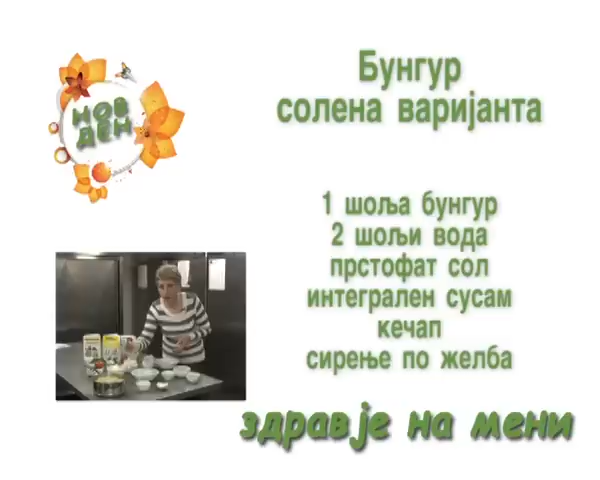 НОВ
ДЕН
Бунгур
солена варијанта
1 шоља бунгур
2 шољи вода
прстофат сол
интегрален сусам
кечап
сирење по желба
здравје на мени